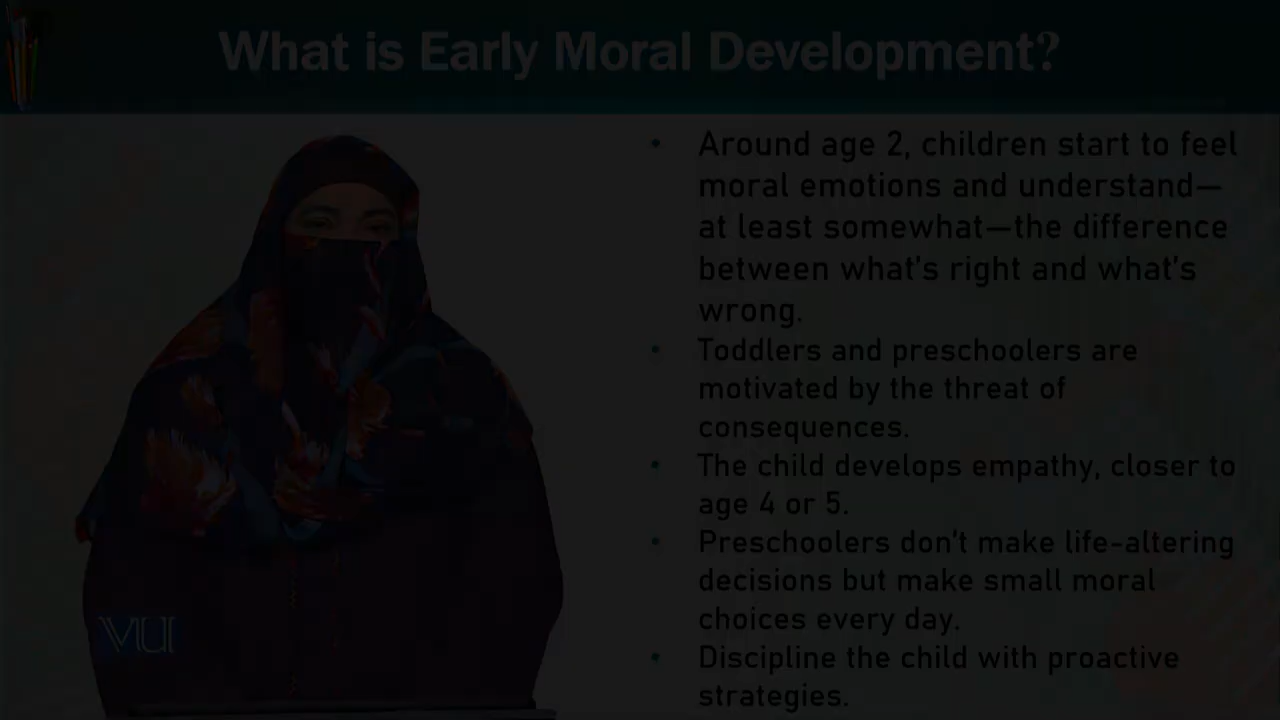 What is Early Moral Development?
• Around age 2, children start to feel
moral emotions and understand—
at least somewhat—the difference
between what's right and what's
wrong.
• Toddlers and preschoolers are
motivated by the threat of
consequences.
• The child develops empathy, closer to
age 4 or 5.
• Preschoolers don't make life-altering
decisions but make small moral
choices every day.
• Discipline the child with proactive
strategies.
VU